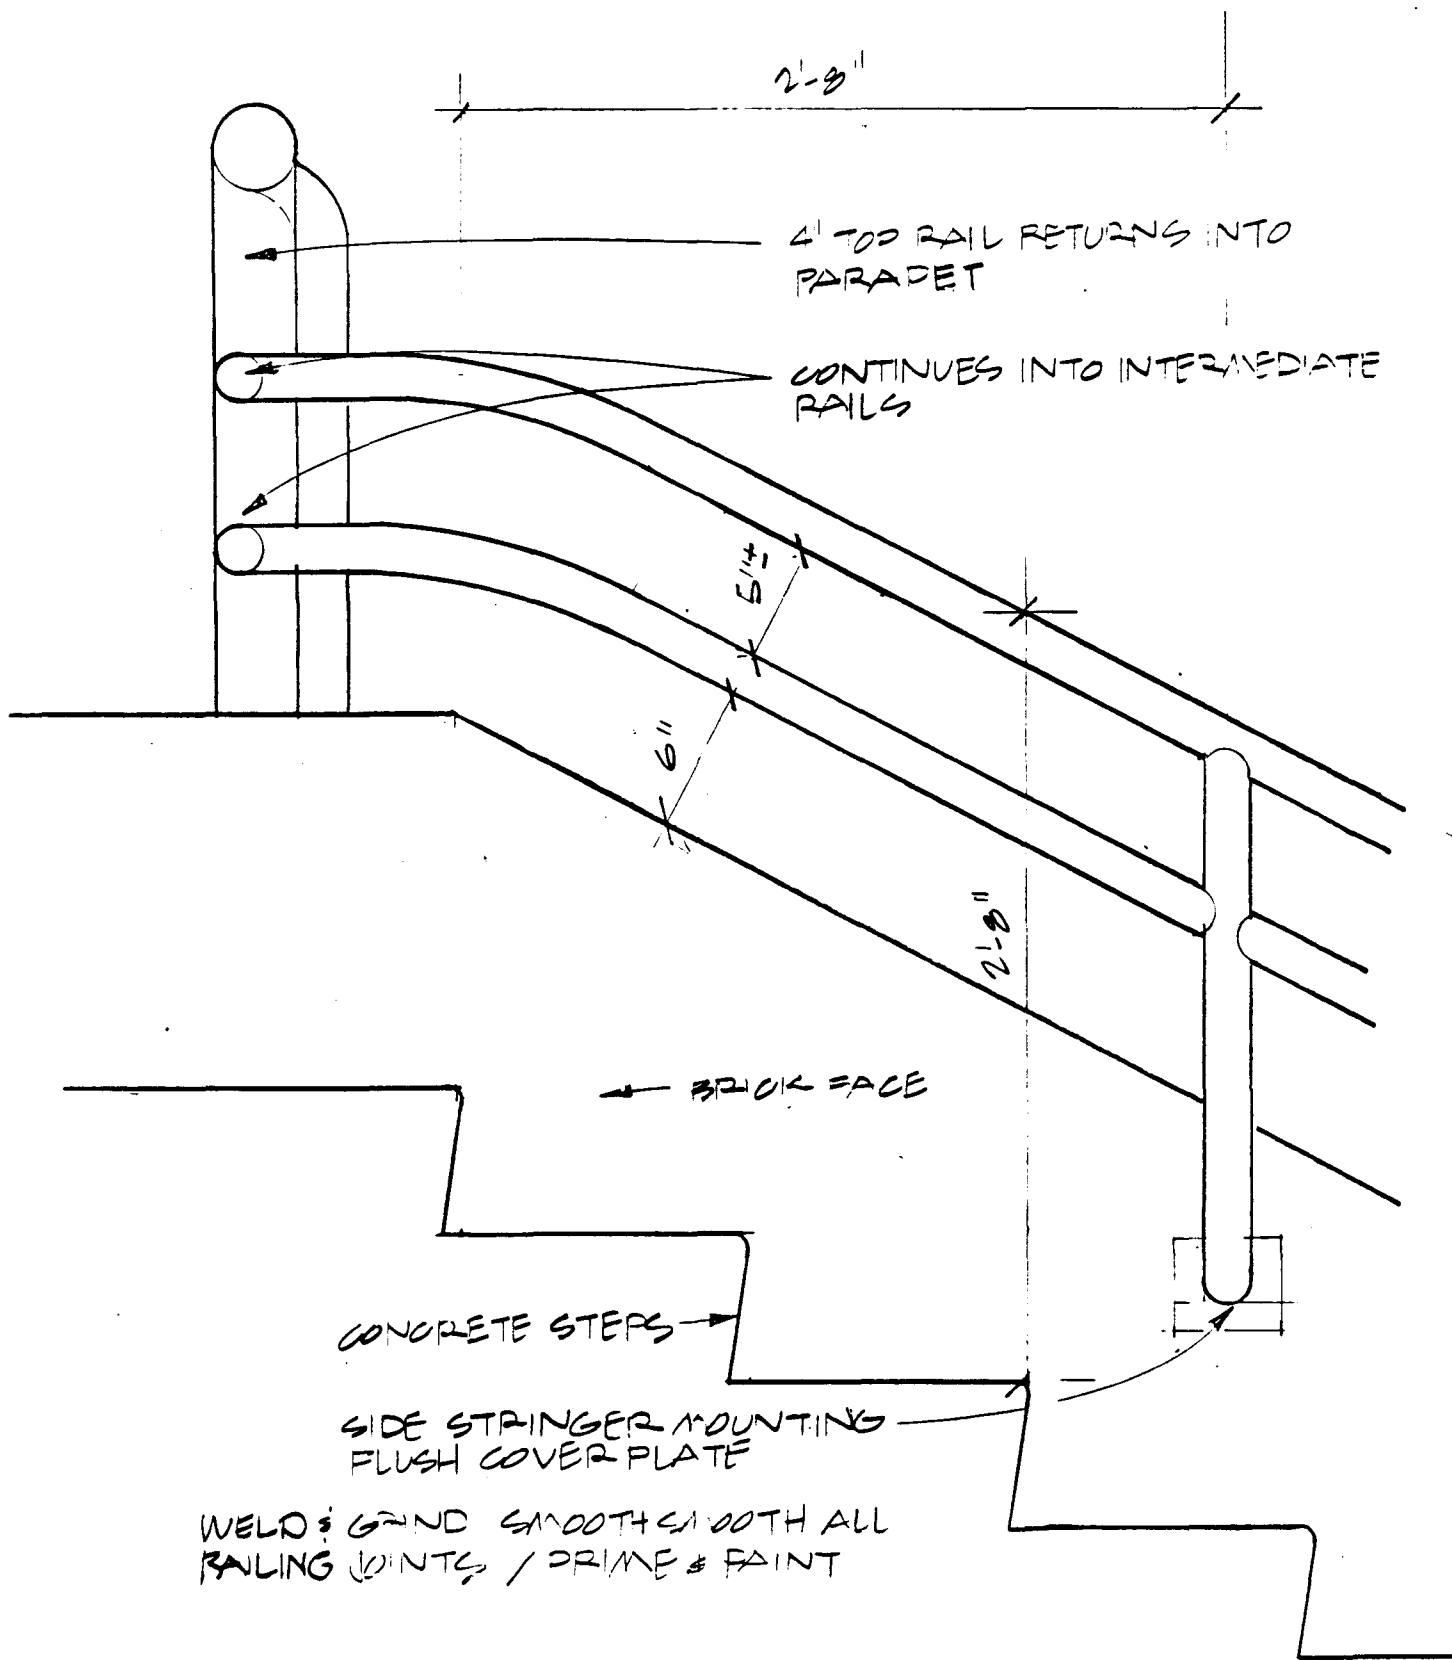 2'-8"
4" TOP RAIL RETURNS INTO
PARAPET
CONTINUES INTO INTERMEDIATE
RAILS
5"±
6"
2'-8"
BRICK FACE
CONCRETE STEPS
SIDE STRINGER MOUNTING
FLUSH COVER PLATE
WELD & GRIND SMOOTH SMOOTH ALL
RAILING JOINTS / PRIME & PAINT